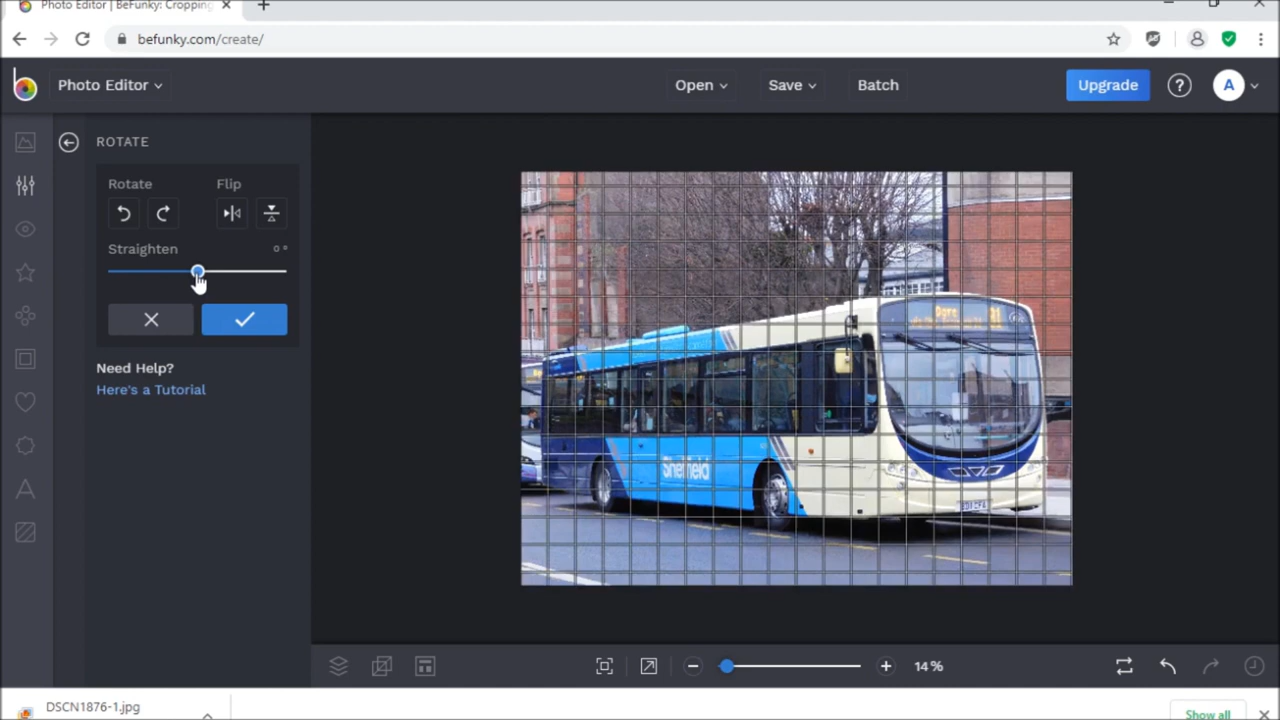 Photo Editor | BeFunky: Cropping
befunky.com/create/
Photo Editor
Open
Save
Batch
Upgrade
?
A
ROTATE
Rotate
Flip
Straighten
0 °
Need Help?
Here's a Tutorial
Sheffield
14 %
DSCN1876-1.jpg
Show all